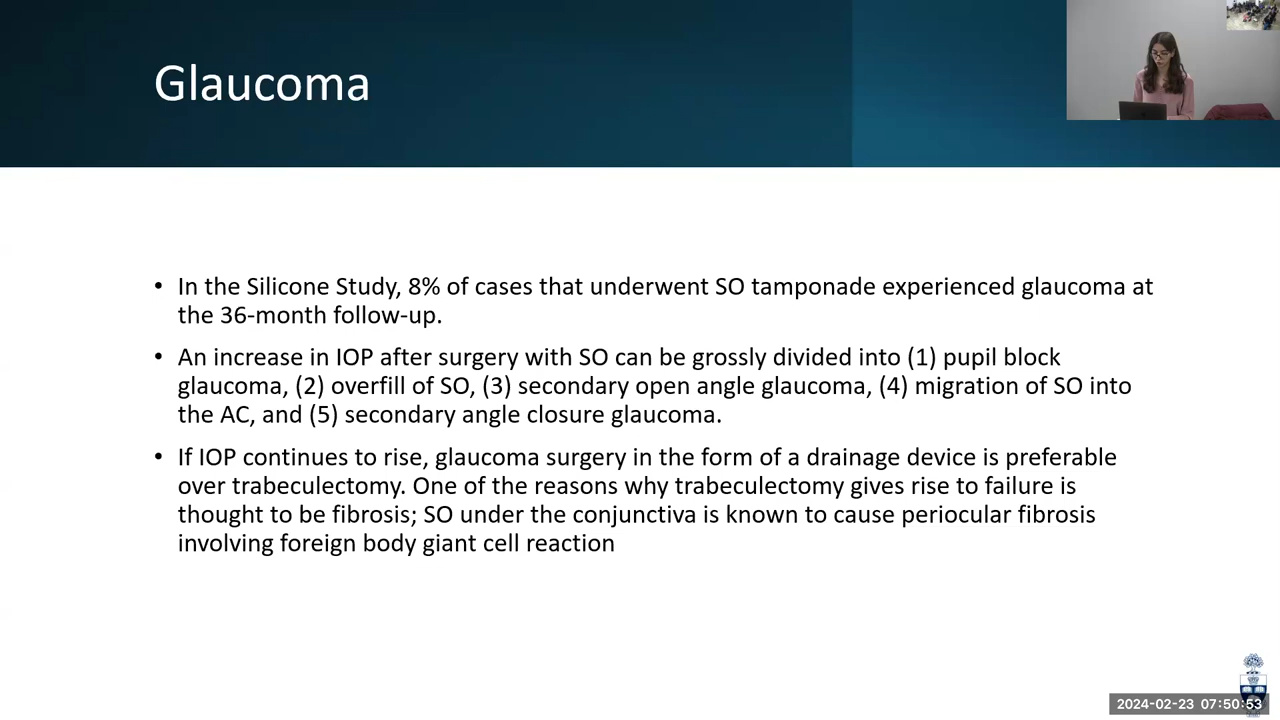 Glaucoma
• In the Silicone Study, 8% of cases that underwent SO tamponade experienced glaucoma at
the 36-month follow-up.
• An increase in IOP after surgery with SO can be grossly divided into (1) pupil block
glaucoma, (2) overfill of SO, (3) secondary open angle glaucoma, (4) migration of SO into
the AC, and (5) secondary angle closure glaucoma.
• If IOP continues to rise, glaucoma surgery in the form of a drainage device is preferable
over trabeculectomy. One of the reasons why trabeculectomy gives rise to failure is
thought to be fibrosis; SO under the conjunctiva is known to cause periocular fibrosis
involving foreign body giant cell reaction
2024-02-23 07:50:53